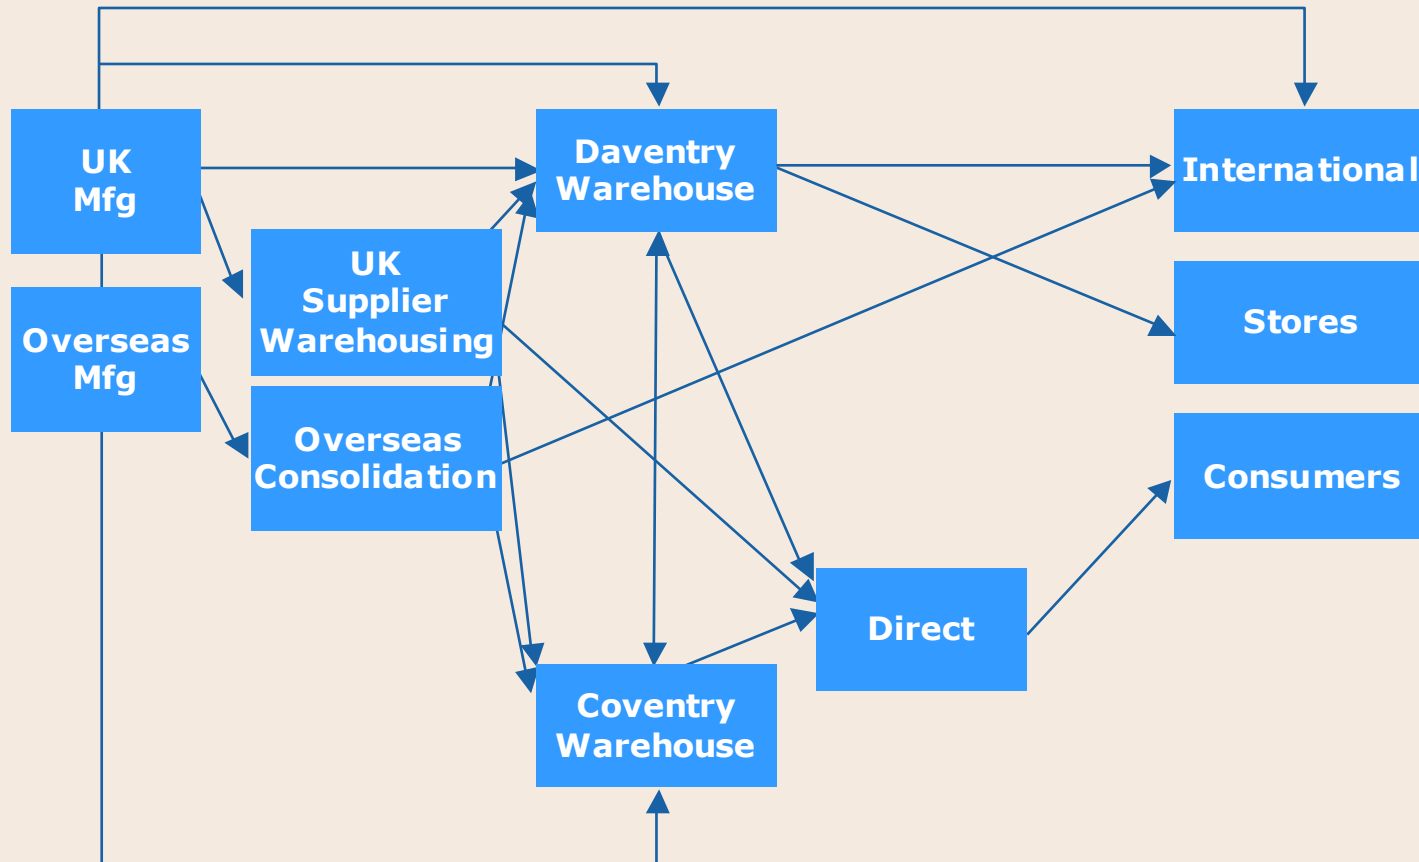 UK
Mfg
Daventry
Warehouse
International
UK
Supplier
Warehousing
Stores
Overseas
Mfg
Overseas
Consolidation
Consumers
Direct
Coventry
Warehouse